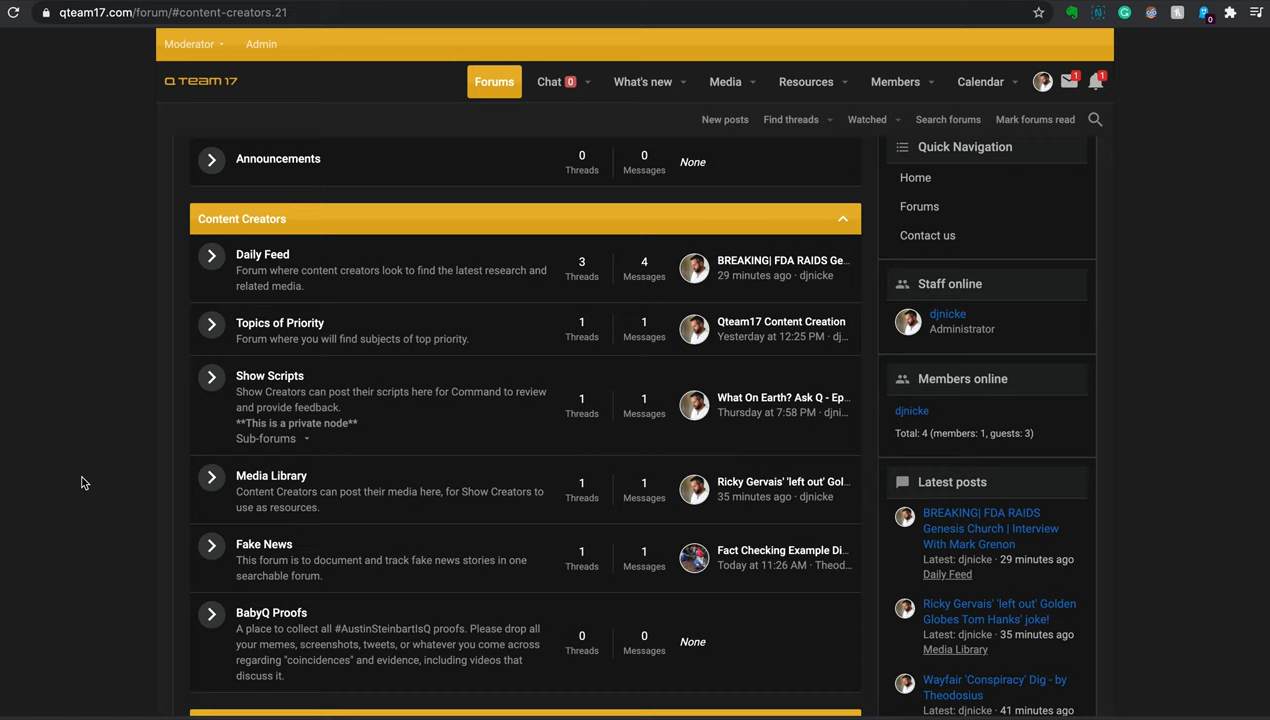 qteam17.com/forum/#content-creators.21
0
Moderator Admin
Q TEAM 17
Forums Chat 0 What's new Media Resources Members Calendar 1 1
New posts Find threads Watched Search forums Mark forums read
Announcements
0
Threads
0
Messages
None
Content Creators
Daily Feed
Forum where content creators look to find the latest research and
related media.
3
Threads
4
Messages
BREAKING| FDA RAIDS Ge...
29 minutes ago · djnicke
Topics of Priority
Forum where you will find subjects of top priority.
1
Threads
1
Messages
Qteam17 Content Creation
Yesterday at 12:25 PM · dj...
Show Scripts
Show Creators can post their scripts here for Command to review
and provide feedback.
**This is a private node**
Sub-forums
1
Threads
1
Messages
What On Earth? Ask Q - Ep...
Thursday at 7:58 PM · djni...
Media Library
Content Creators can post their media here, for Show Creators to
use as resources.
1
Threads
1
Messages
Ricky Gervais' 'left out' Gol...
35 minutes ago · djnicke
Fake News
This forum is to document and track fake news stories in one
searchable forum.
1
Threads
1
Messages
Fact Checking Example Di...
Today at 11:26 AM · Theod...
BabyQ Proofs
A place to collect all #AustinSteinbartIsQ proofs. Please drop all
your memes, screenshots, tweets, or whatever you come across
regarding "coincidences" and evidence, including videos that
discuss it.
0
Threads
0
Messages
None
Quick Navigation
Home
Forums
Contact us
Staff online
djnicke
Administrator
Members online
djnicke
Total: 4 (members: 1, guests: 3)
Latest posts
BREAKING| FDA RAIDS
Genesis Church | Interview
With Mark Grenon
Latest: djnicke · 29 minutes ago
Daily Feed
Ricky Gervais' 'left out' Golden
Globes Tom Hanks' joke!
Latest: djnicke · 35 minutes ago
Media Library
Wayfair 'Conspiracy' Dig - by
Theodosius
Latest: djnicke · 41 minutes ago